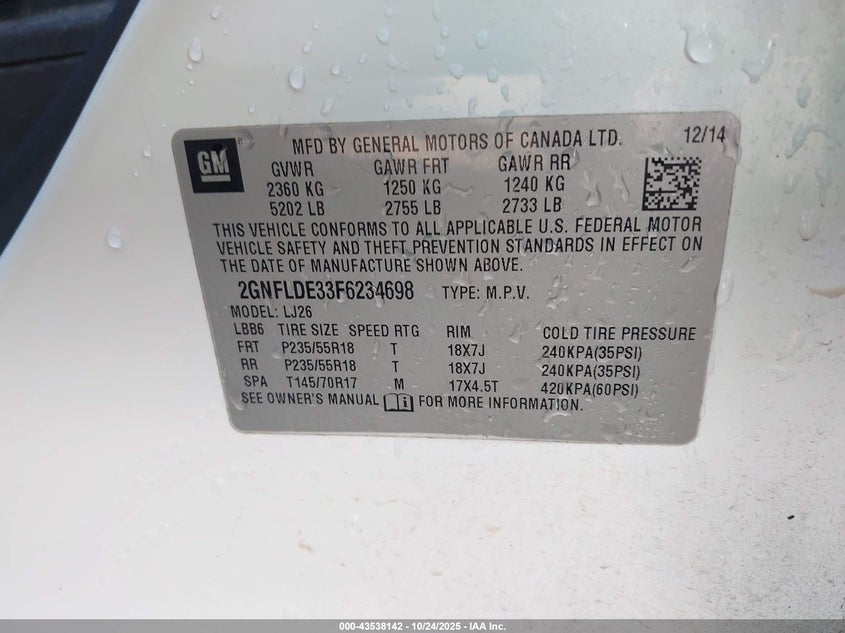 GM
MFD BY GENERAL MOTORS OF CANADA LTD. 12/14
GVWR GAWR FRT GAWR RR
2360 KG 1250 KG 1240 KG
5202 LB 2755 LB 2733 LB
THIS VEHICLE CONFORMS TO ALL APPLICABLE U.S. FEDERAL MOTOR
VEHICLE SAFETY AND THEFT PREVENTION STANDARDS IN EFFECT ON
THE DATE OF MANUFACTURE SHOWN ABOVE.
2GNFLDE33F6234698 TYPE: M.P.V.
MODEL: LJ26
LBB6 TIRE SIZE SPEED RTG RIM COLD TIRE PRESSURE
FRT P235/55R18 T 18X7J 240KPA(35PSI)
RR P235/55R18 T 18X7J 240KPA(35PSI)
SPA T145/70R17 M 17X4.5T 420KPA(60PSI)
SEE OWNER'S MANUAL i FOR MORE INFORMATION.
000-43538142 - 10/24/2025 - IAA Inc.